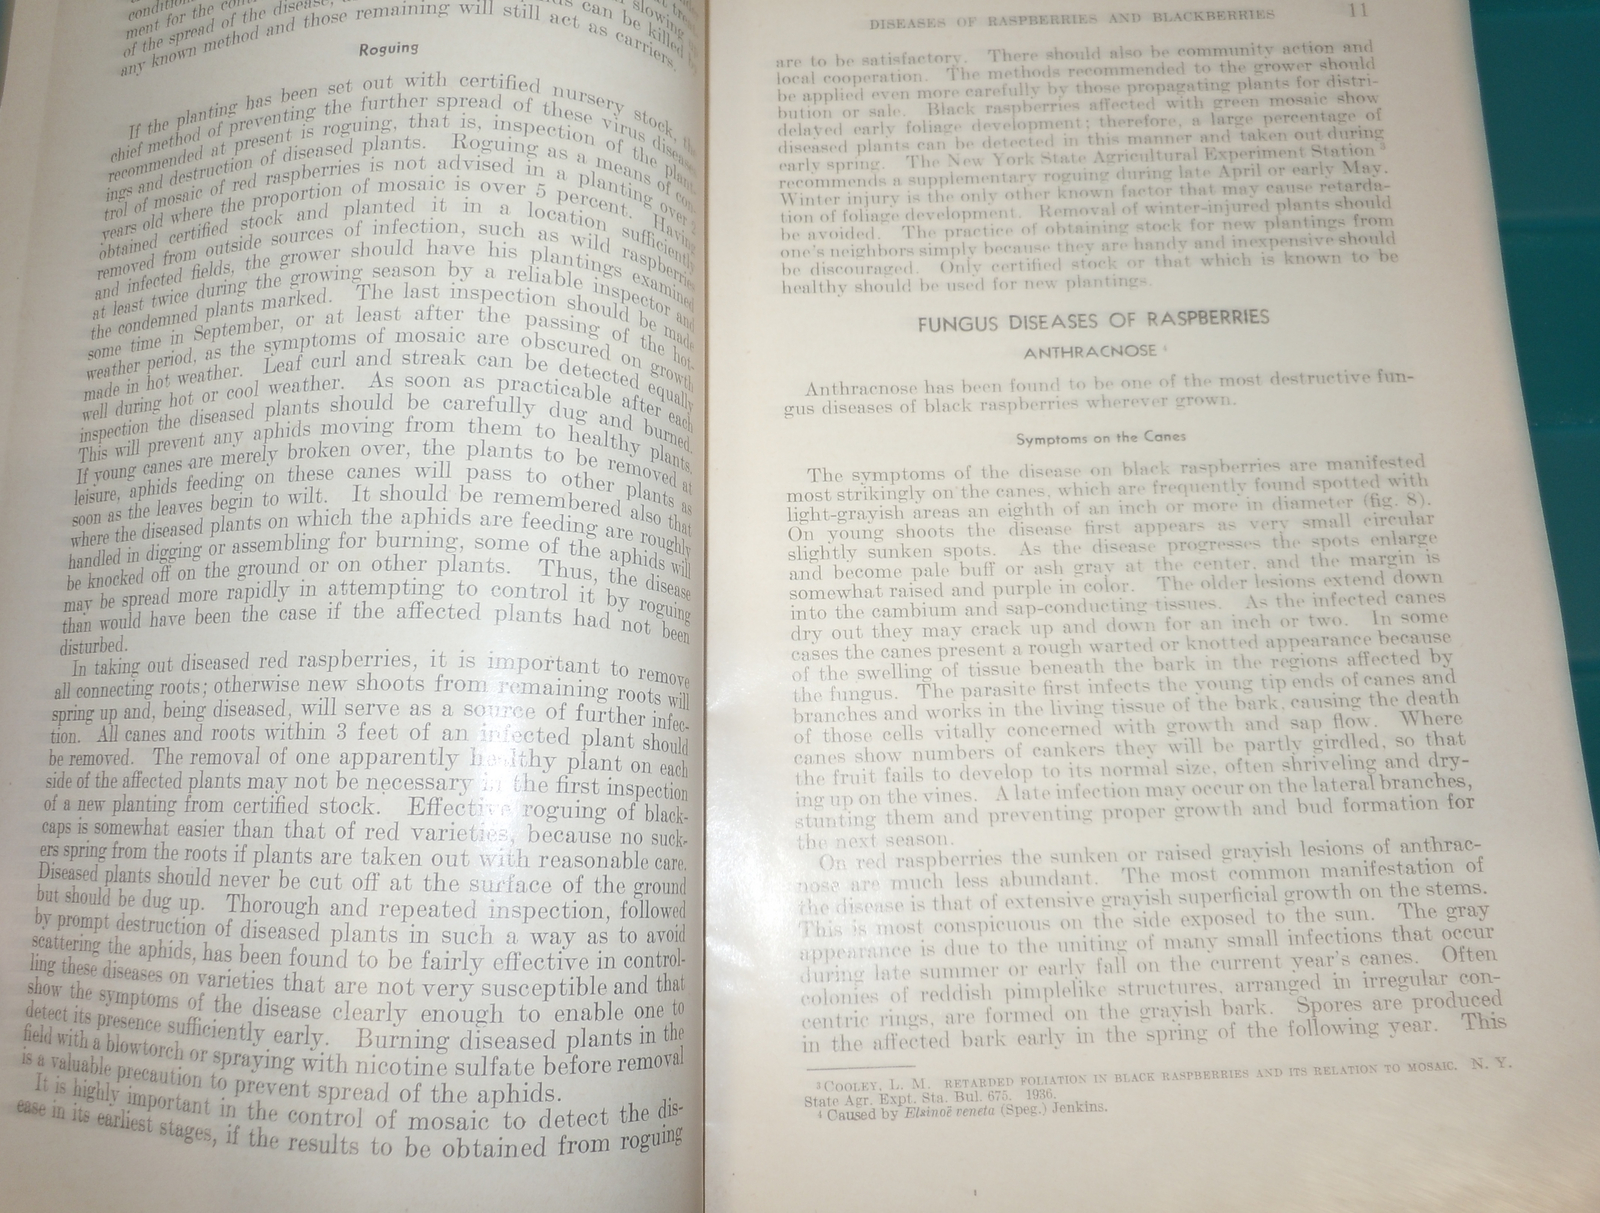 ment for the
of the spread of the disease, can be killed by
any known method and those remaining will still act as carriers.
Roguing
If the planting has been set out with certified nursery stock, the
chief method of preventing the further spread of these virus diseases
recommended at present is roguing, that is, inspection of the plant-
ings and destruction of diseased plants. Roguing as a means of con-
trol of mosaic of red raspberries is not advised in a planting over 2
years old where the proportion of mosaic is over 5 percent. Having
obtained certified stock and planted it in a location sufficiently
removed from outside sources of infection, such as wild raspberries
and infected fields, the grower should have his plantings examined
at least twice during the growing season by a reliable inspector and
the condemned plants marked. The last inspection should be made
some time in September, or at least after the passing of the hot-
weather period, as the symptoms of mosaic are obscured on growth
made in hot weather. Leaf curl and streak can be detected equally
well during hot or cool weather. As soon as practicable after each
inspection the diseased plants should be carefully dug and burned.
This will prevent any aphids moving from them to healthy plants.
If young canes are merely broken over, the plants to be removed at
leisure, aphids feeding on these canes will pass to other plants as
soon as the leaves begin to wilt. It should be remembered also that
where the diseased plants on which the aphids are feeding are roughly
handled in digging or assembling for burning, some of the aphids will
be knocked off on the ground or on other plants. Thus, the disease
may be spread more rapidly in attempting to control it by roguing
than would have been the case if the affected plants had not been
disturbed.
In taking out diseased red raspberries, it is important to remove
all connecting roots; otherwise new shoots from remaining roots will
spring up and, being diseased, will serve as a source of further infec-
tion. All canes and roots within 3 feet of an infected plant should
be removed. The removal of one apparently healthy plant on each
side of the affected plants may not be necessary in the first inspection
of a new planting from certified stock. Effective roguing of black-
caps is somewhat easier than that of red varieties, because no suck-
ers spring from the roots if plants are taken out with reasonable care.
Diseased plants should never be cut off at the surface of the ground
but should be dug up. Thorough and repeated inspection, followed
by prompt destruction of diseased plants in such a way as to avoid
scattering the aphids, has been found to be fairly effective in control-
ling these diseases on varieties that are not very susceptible and that
show the symptoms of the disease clearly enough to enable one to
detect its presence sufficiently early. Burning diseased plants in the
field with a blowtorch or spraying with nicotine sulfate before removal
is a valuable precaution to prevent spread of the aphids.
It is highly important in the control of mosaic to detect the dis-
ease in its earliest stages, if the results to be obtained from roguing
DISEASES OF RASPBERRIES AND BLACKBERRIES 11
are to be satisfactory. There should also be community action and
local cooperation. The methods recommended to the grower should
be applied even more carefully by those propagating plants for distri-
bution or sale. Black raspberries affected with green mosaic show
delayed early foliage development; therefore, a large percentage of
diseased plants can be detected in this manner and taken out during
early spring. The New York State Agricultural Experiment Station ³
recommends a supplementary roguing during late April or early May.
Winter injury is the only other known factor that may cause retarda-
tion of foliage development. Removal of winter-injured plants should
be avoided. The practice of obtaining stock for new plantings from
one's neighbors simply because they are handy and inexpensive should
be discouraged. Only certified stock or that which is known to be
healthy should be used for new plantings.
FUNGUS DISEASES OF RASPBERRIES
ANTHRACNOSE ⁴
Anthracnose has been found to be one of the most destructive fun-
gus diseases of black raspberries wherever grown.
Symptoms on the Canes
The symptoms of the disease on black raspberries are manifested
most strikingly on the canes, which are frequently found spotted with
light-grayish areas an eighth of an inch or more in diameter (fig. 8).
On young shoots the disease first appears as very small circular
slightly sunken spots. As the disease progresses the spots enlarge
and become pale buff or ash gray at the center, and the margin is
somewhat raised and purple in color. The older lesions extend down
into the cambium and sap-conducting tissues. As the infected canes
dry out they may crack up and down for an inch or two. In some
cases the canes present a rough warted or knotted appearance because
of the swelling of tissue beneath the bark in the regions affected by
the fungus. The parasite first infects the young tip ends of canes and
branches and works in the living tissue of the bark, causing the death
of those cells vitally concerned with growth and sap flow. Where
canes show numbers of cankers they will be partly girdled, so that
the fruit fails to develop to its normal size, often shriveling and dry-
ing up on the vines. A late infection may occur on the lateral branches,
stunting them and preventing proper growth and bud formation for
the next season.
On red raspberries the sunken or raised grayish lesions of anthrac-
nose are much less abundant. The most common manifestation of
the disease is that of extensive grayish superficial growth on the stems.
This is most conspicuous on the side exposed to the sun. The gray
appearance is due to the uniting of many small infections that occur
during late summer or early fall on the current year's canes. Often
colonies of reddish pimplelike structures, arranged in irregular con-
centric rings, are formed on the grayish bark. Spores are produced
in the affected bark early in the spring of the following year. This
³ COOLEY, L. M. RETARDED FOLIATION IN BLACK RASPBERRIES AND ITS RELATION TO MOSAIC. N. Y.
State Agr. Expt. Sta. Bul. 675. 1936.
⁴ Caused by Elsinoë veneta (Speg.) Jenkins.